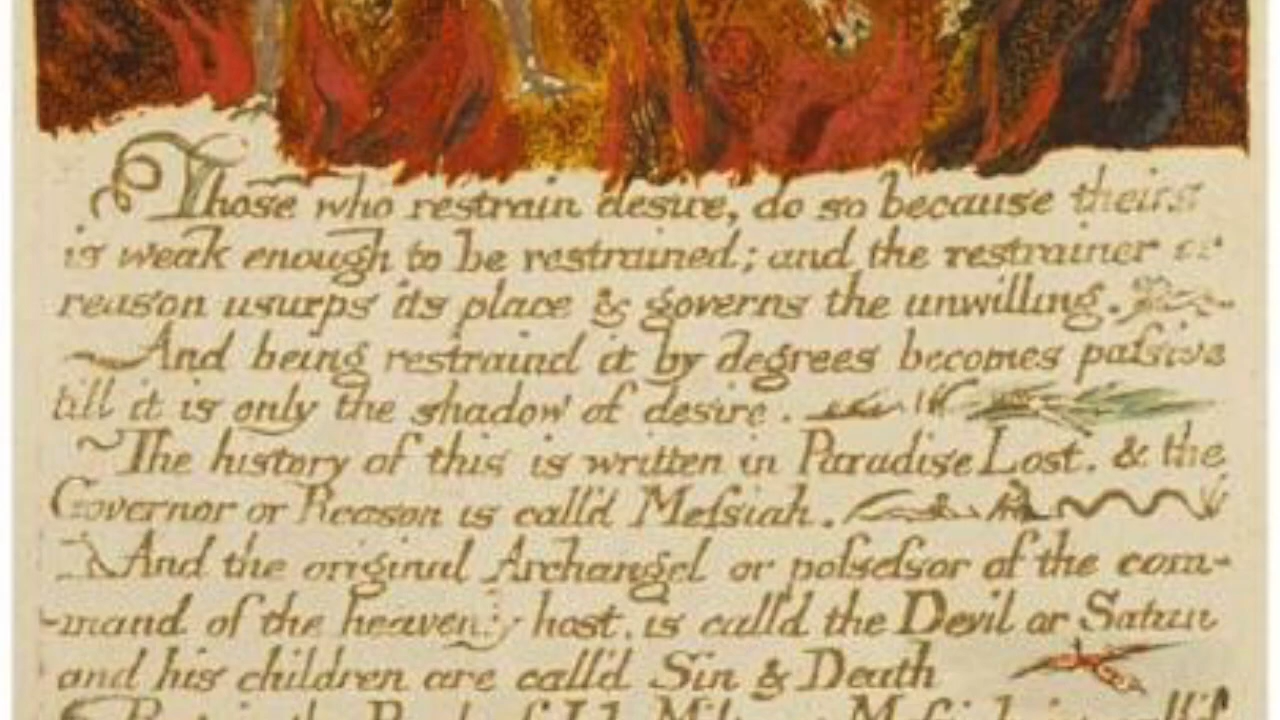 Those who restrain desire, do so because theirs
is weak enough to be restrained; and the restrainer or
reason usurps its place & governs the unwilling.
And being restraind it by degrees becomes paſsive
till it is only the shadow of desire.
The history of this is written in Paradise Lost. & the
Governor or Reason is call'd Meſsiah.
And the original Archangel or poſseſsor of the com-
-mand of the heavenly host, is calld the Devil or Satan
and his children are call'd Sin & Death